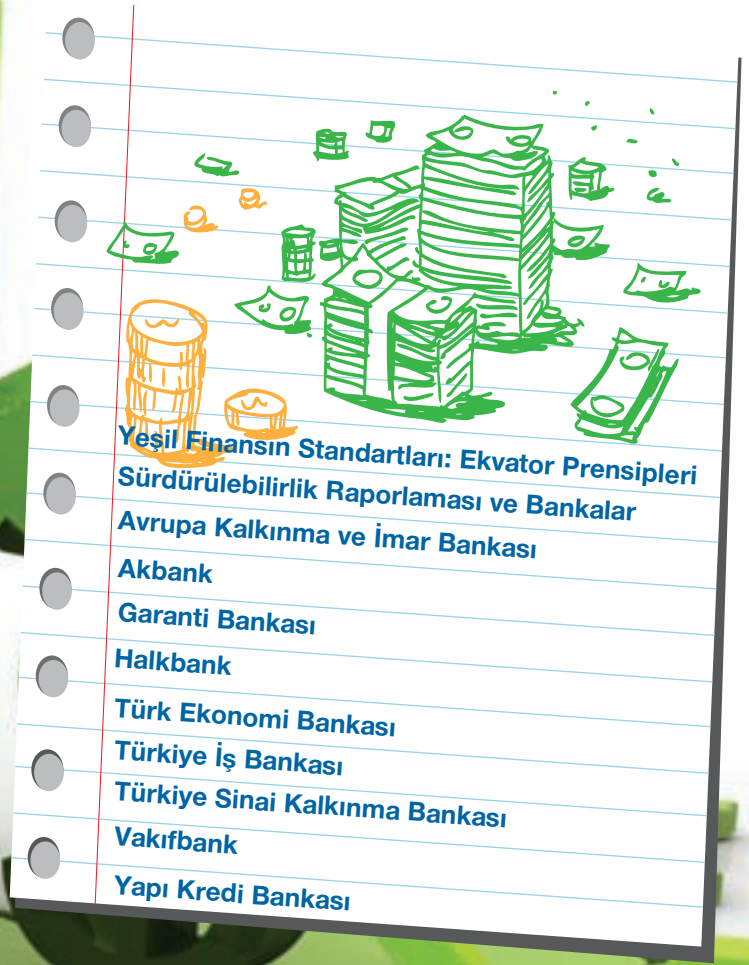 Yeşil Finansın Standartları: Ekvator Prensipleri
Sürdürülebilirlik Raporlaması ve Bankalar
Avrupa Kalkınma ve İmar Bankası
Akbank
Garanti Bankası
Halkbank
Türk Ekonomi Bankası
Türkiye İş Bankası
Türkiye Sinai Kalkınma Bankası
Vakıfbank
Yapı Kredi Bankası